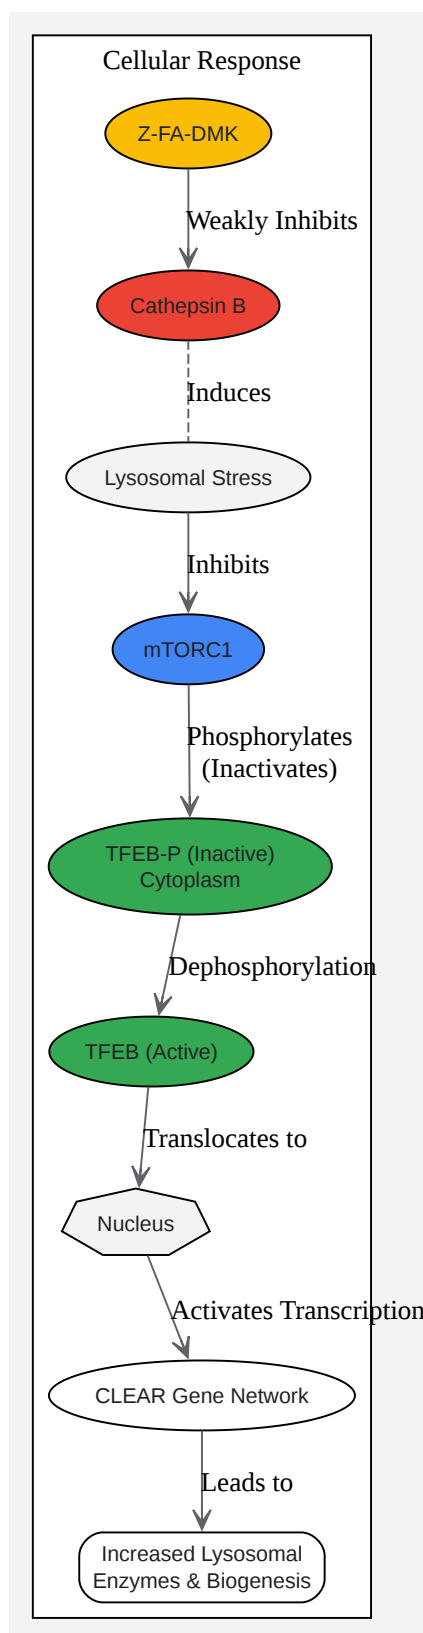 Cellular Response
Z-FA-DMK
Weakly Inhibits
Cathepsin B
Induces
Lysosomal Stress
Inhibits
mTORC1
Phosphorylates
(Inactivates)
TFEB-P (Inactive)
Cytoplasm
Dephosphorylation
TFEB (Active)
Translocates to
Nucleus
Activates Transcription
CLEAR Gene Network
Leads to
Increased Lysosomal
Enzymes & Biogenesis